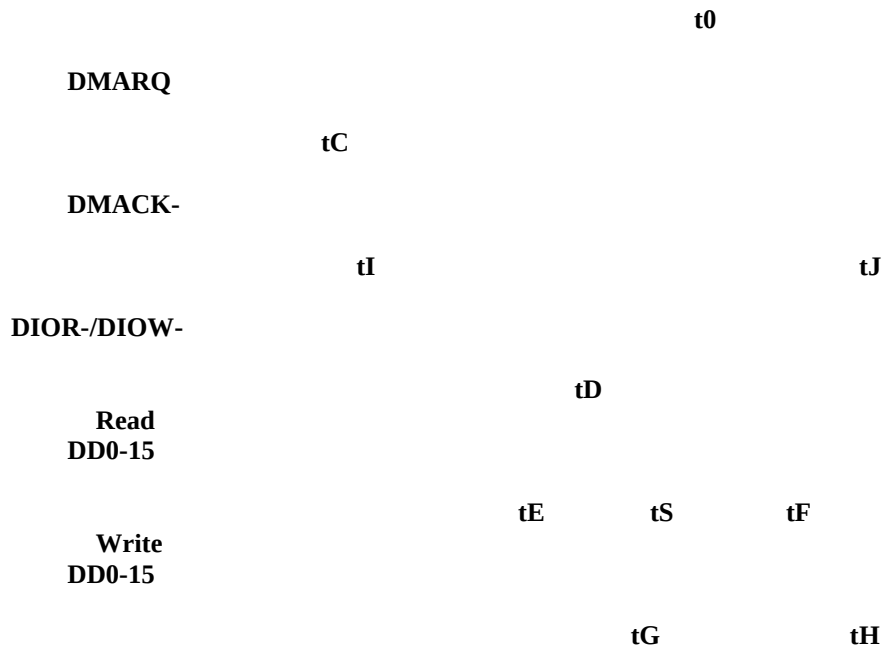 t0
DMARQ
tC
DMACK-
tI tJ
DIOR-/DIOW-
tD
Read
DD0-15
tE tS tF
Write
DD0-15
tG tH